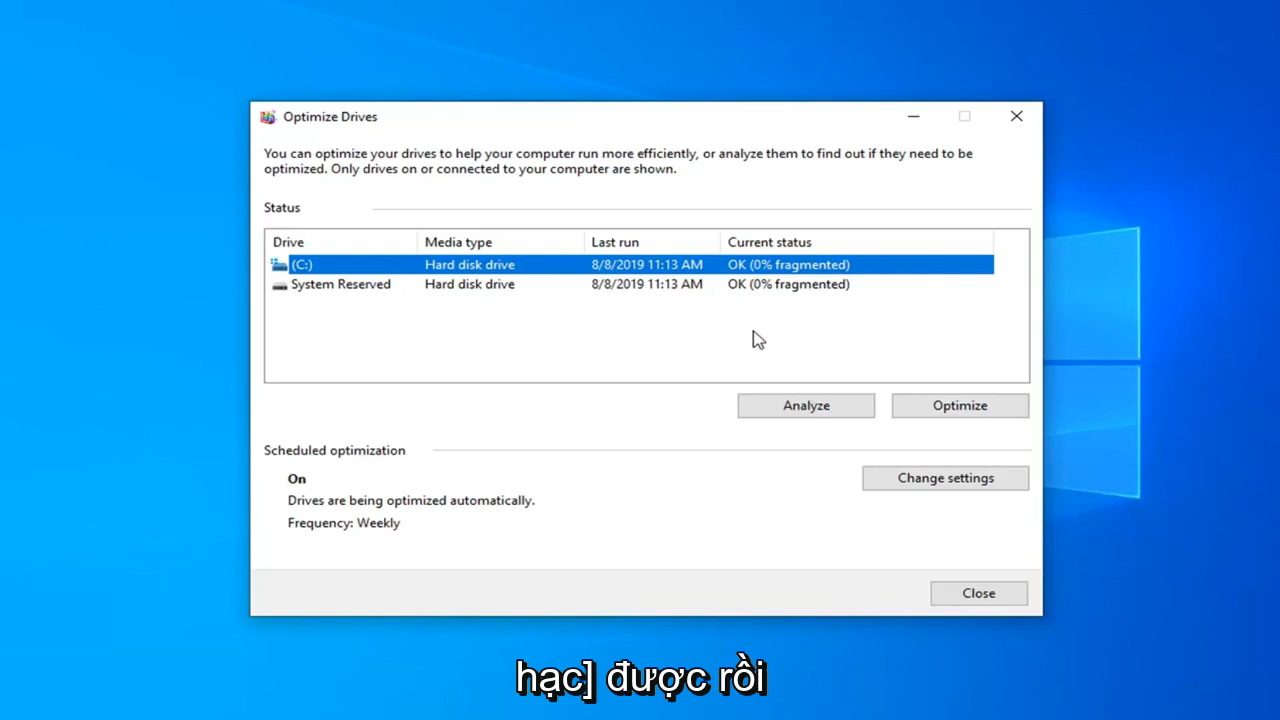 Optimize Drives
You can optimize your drives to help your computer run more efficiently, or analyze them to find out if they need to be
optimized. Only drives on or connected to your computer are shown.
Status
Drive Media type Last run Current status
(C:) Hard disk drive 8/8/2019 11:13 AM OK (0% fragmented)
System Reserved Hard disk drive 8/8/2019 11:13 AM OK (0% fragmented)
Analyze Optimize
Scheduled optimization
On
Change settings
Drives are being optimized automatically.
Frequency: Weekly
Close
hạc] được rồi